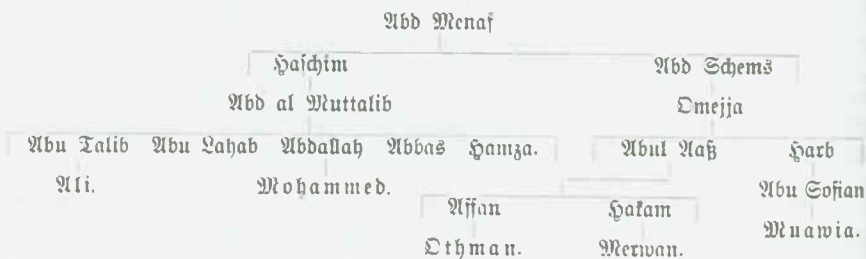 Abd Menaf
Haschim Abd Schems
Abd al Muttalib Omejja
Abu Talib Abu Lahab Abdallah Abbas Hamza. Abul Aaß Harb
Ali. Mohammed. Abu Sofian
Affan Hakam
Muawia.
Othman. Merwan.